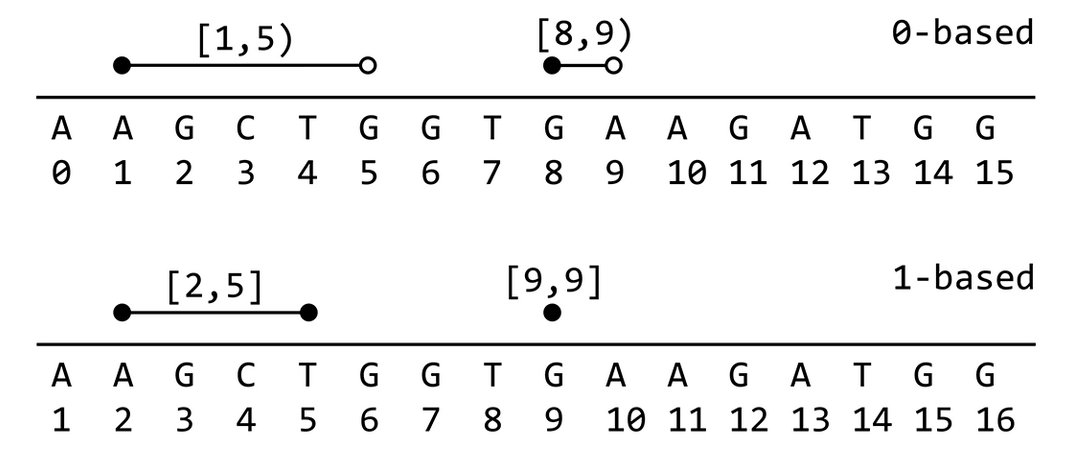 [1,5) [8,9) 0-based
A A G C T G G T G A A G A T G G
0 1 2 3 4 5 6 7 8 9 10 11 12 13 14 15
[2,5] [9,9] 1-based
A A G C T G G T G A A G A T G G
1 2 3 4 5 6 7 8 9 10 11 12 13 14 15 16